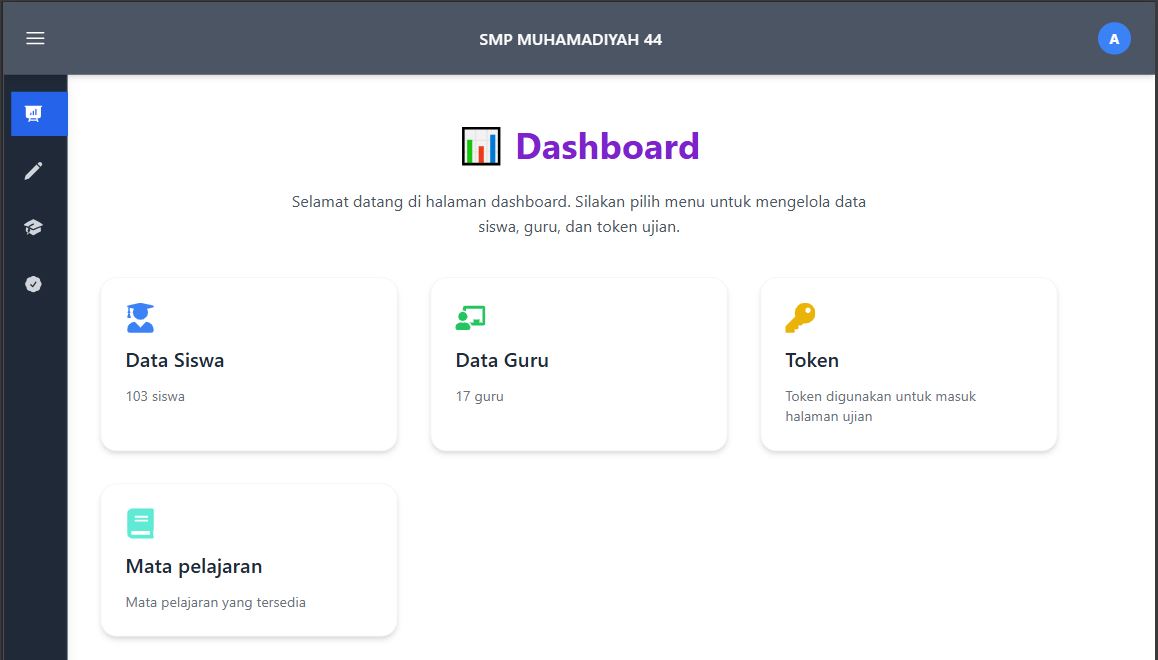 SMP MUHAMADIYAH 44
A
Dashboard
Selamat datang di halaman dashboard. Silakan pilih menu untuk mengelola data
siswa, guru, dan token ujian.
Data Siswa
103 siswa
Data Guru
17 guru
Token
Token digunakan untuk masuk
halaman ujian
Mata pelajaran
Mata pelajaran yang tersedia